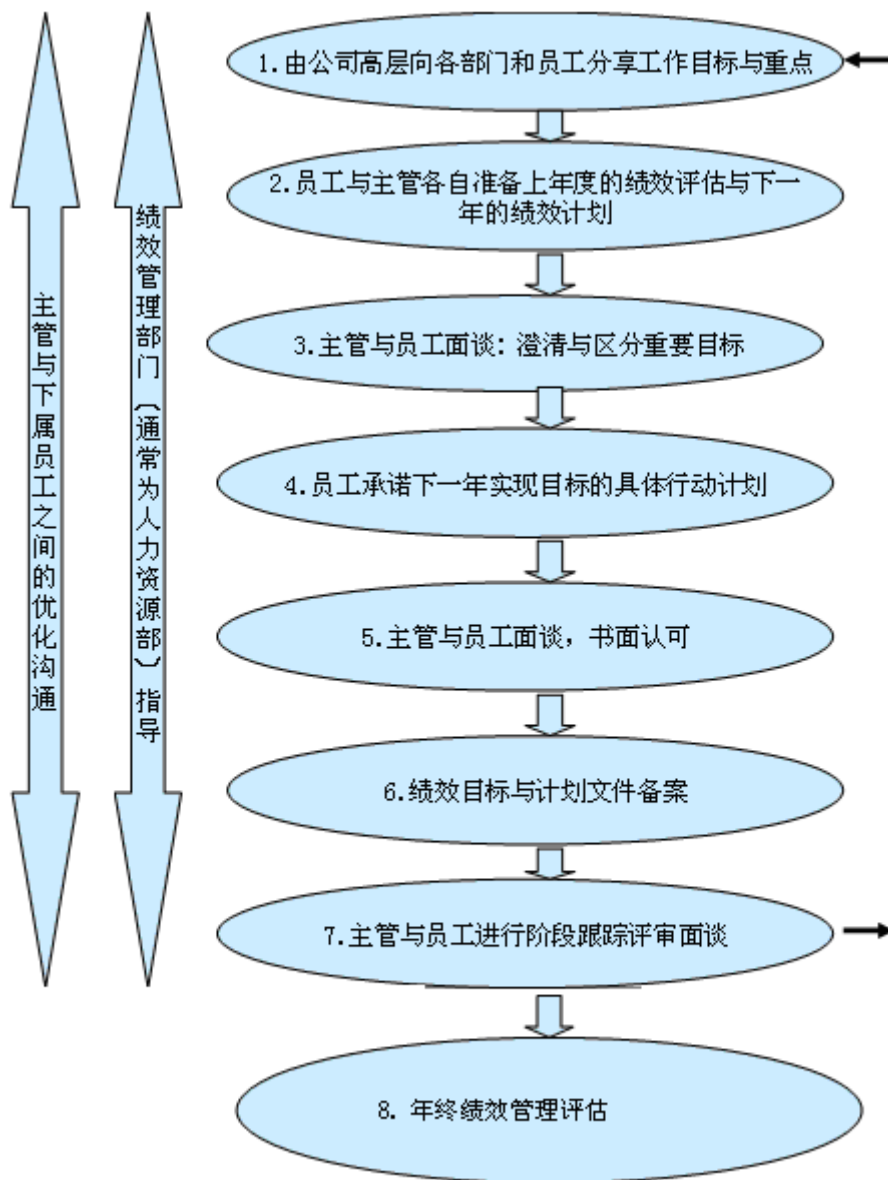 1.由公司高层向各部门和员工分享工作目标与重点
2.员工与主管各自准备上年度的绩效评估与下一
年的绩效计划
3.主管与员工面谈：澄清与区分重要目标
4.员工承诺下一年实现目标的具体行动计划
5.主管与员工面谈，书面认可
6.绩效目标与计划文件备案
7.主管与员工进行阶段跟踪评审面谈
8. 年终绩效管理评估
主管与下属员工之间的优化沟通
绩效管理部门（通常为人力资源部）指导